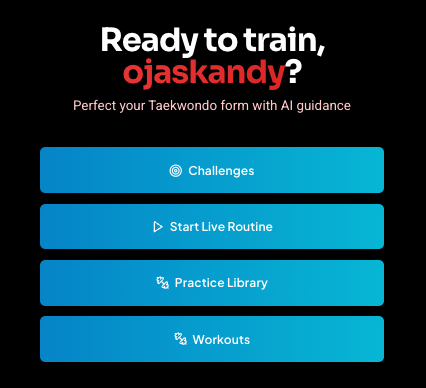 Ready to train,
ojaskandy?
Perfect your Taekwondo form with AI guidance
Challenges
Start Live Routine
Practice Library
Workouts